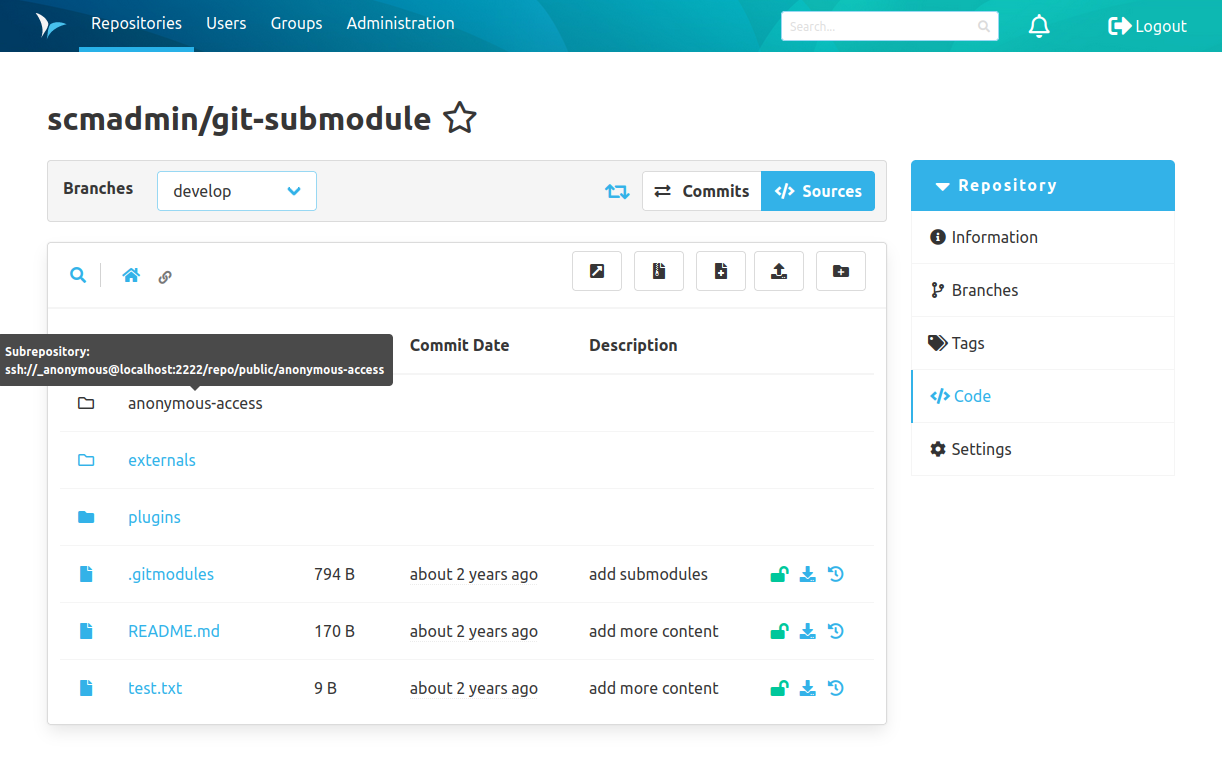 Repositories Users Groups Administration Search... Logout
scmadmin/git-submodule
Branches develop Commits Sources
Repository
Information
Branches
Tags
Code
Settings
Commit Date Description
Subrepository:
ssh://_anonymous@localhost:2222/repo/public/anonymous-access
anonymous-access
externals
plugins
.gitmodules 794 B about 2 years ago add submodules
README.md 170 B about 2 years ago add more content
test.txt 9 B about 2 years ago add more content